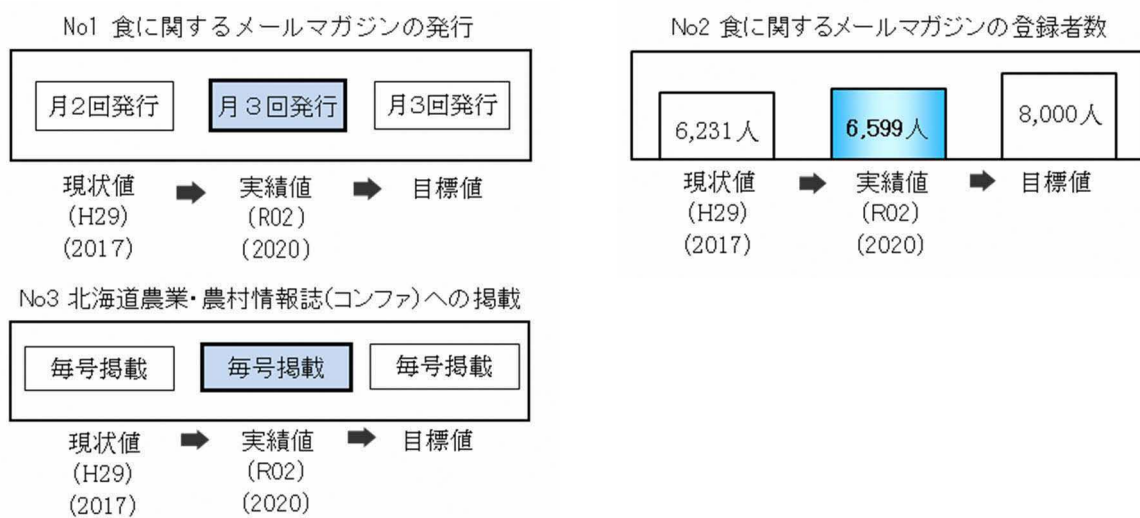 No1 食に関するメールマガジンの発行
月2回発行
月3回発行
月3回発行
現状値 ➡ 実績値 ➡ 目標値
(H29) (R02)
(2017) (2020)
No2 食に関するメールマガジンの登録者数
6,231人
6,599人
8,000人
現状値 ➡ 実績値 ➡ 目標値
(H29) (R02)
(2017) (2020)
No3 北海道農業・農村情報誌(コンファ)への掲載
毎号掲載
毎号掲載
毎号掲載
現状値 ➡ 実績値 ➡ 目標値
(H29) (R02)
(2017) (2020)